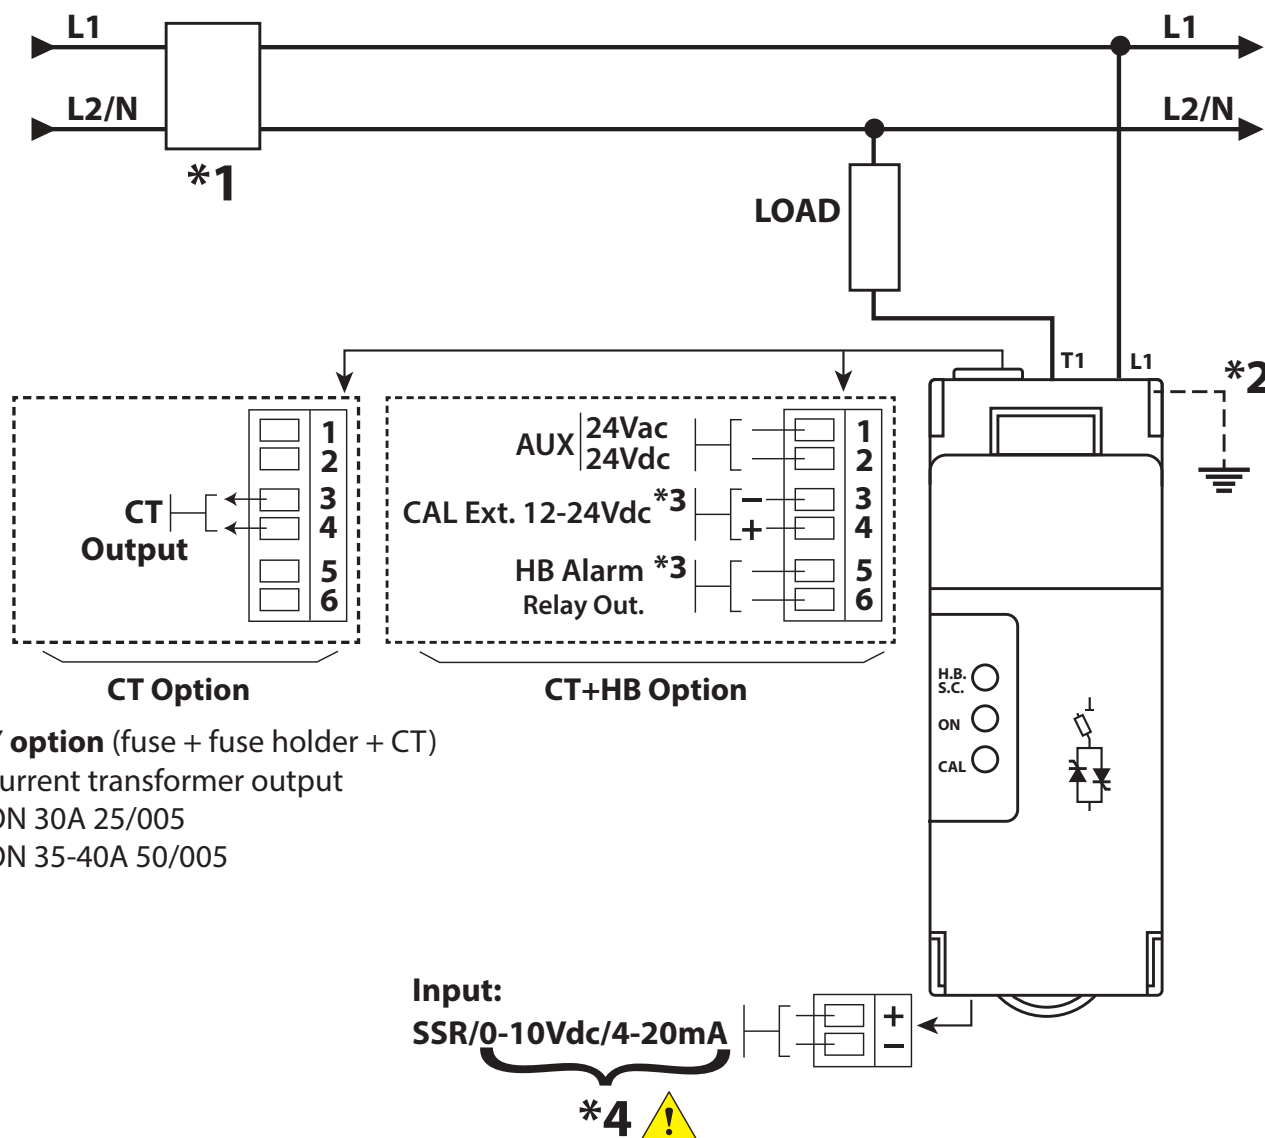 L1
L1
L2/N
L2/N
*1
LOAD
T1
L1
*2
1
2
3
4
5
6
CT
Output
AUX
24Vac
24Vdc
CAL Ext. 12-24Vdc *3
HB Alarm *3
Relay Out.
−
+
1
2
3
4
5
6
CT Option
CT+HB Option
H.B.
S.C.
ON
CAL
option (fuse + fuse holder + CT)
urrent transformer output
ON 30A 25/005
ON 35-40A 50/005
Input:
SSR/0-10Vdc/4-20mA
+
−
*4
!